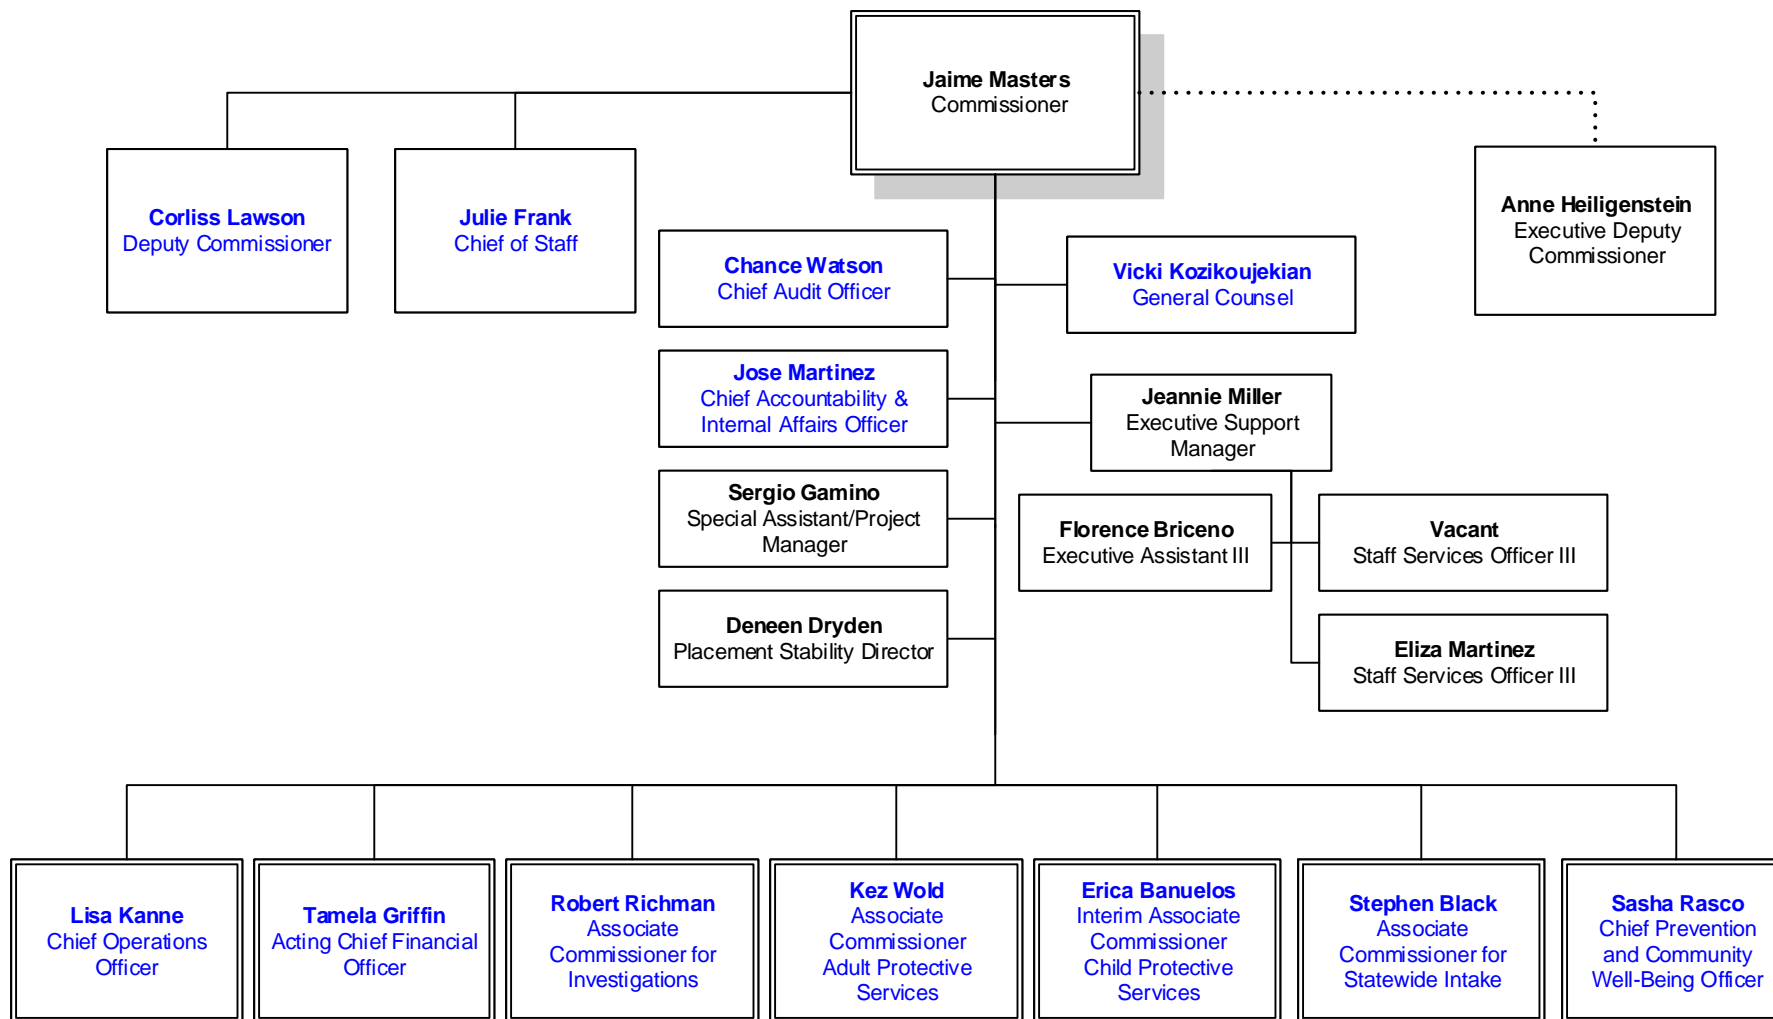 Jaime Masters
Commissioner
Corliss Lawson
Deputy Commissioner
Julie Frank
Chief of Staff
Anne Heiligenstein
Executive Deputy
Commissioner
Chance Watson
Chief Audit Officer
Vicki Kozikoujekian
General Counsel
Jose Martinez
Chief Accountability &
Internal Affairs Officer
Jeannie Miller
Executive Support
Manager
Sergio Gamino
Special Assistant/Project
Manager
Florence Briceno
Executive Assistant III
Vacant
Staff Services Officer III
Deneen Dryden
Placement Stability Director
Eliza Martinez
Staff Services Officer III
Lisa Kanne
Chief Operations
Officer
Tamela Griffin
Acting Chief Financial
Officer
Robert Richman
Associate
Commissioner for
Investigations
Kez Wold
Associate
Commissioner
Adult Protective
Services
Erica Banuelos
Interim Associate
Commissioner
Child Protective
Services
Stephen Black
Associate
Commissioner for
Statewide Intake
Sasha Rasco
Chief Prevention
and Community
Well-Being Officer